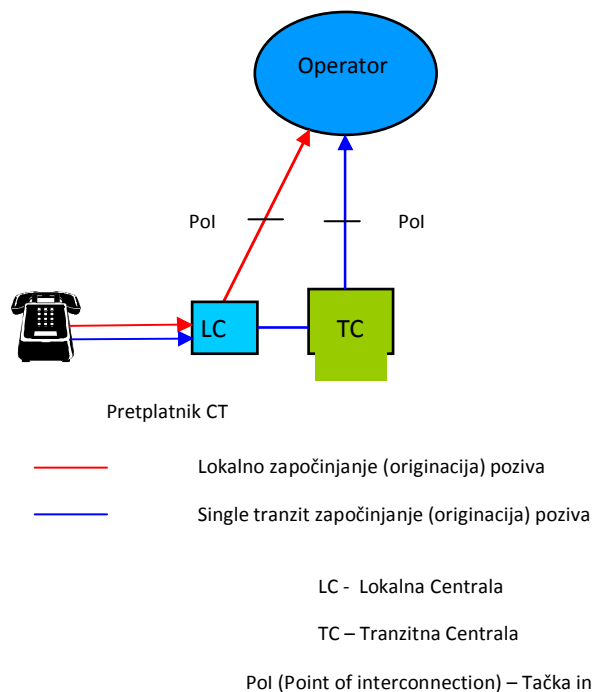 Operator
PoI PoI
LC TC
Pretplatnik CT
Lokalno započinjanje (originacija) poziva
Single tranzit započinjanje (originacija) poziva
LC - Lokalna Centrala
TC – Tranzitna Centrala
PoI (Point of interconnection) – Tačka in